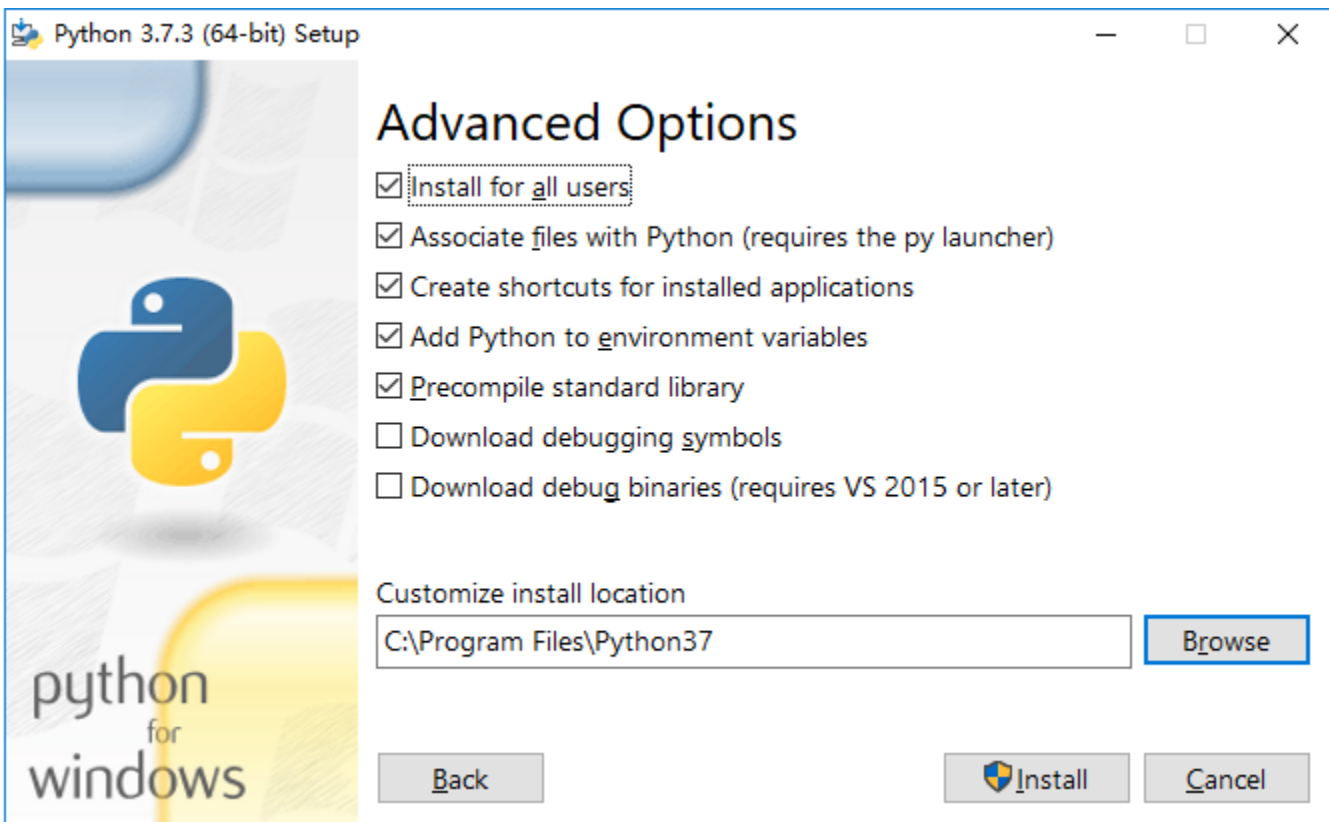 Python 3.7.3 (64-bit) Setup
Advanced Options
Install for all users
Associate files with Python (requires the py launcher)
Create shortcuts for installed applications
Add Python to environment variables
Precompile standard library
Download debugging symbols
Download debug binaries (requires VS 2015 or later)
Customize install location
C:\Program Files\Python37
Browse
python
for
windows
Back
Install
Cancel